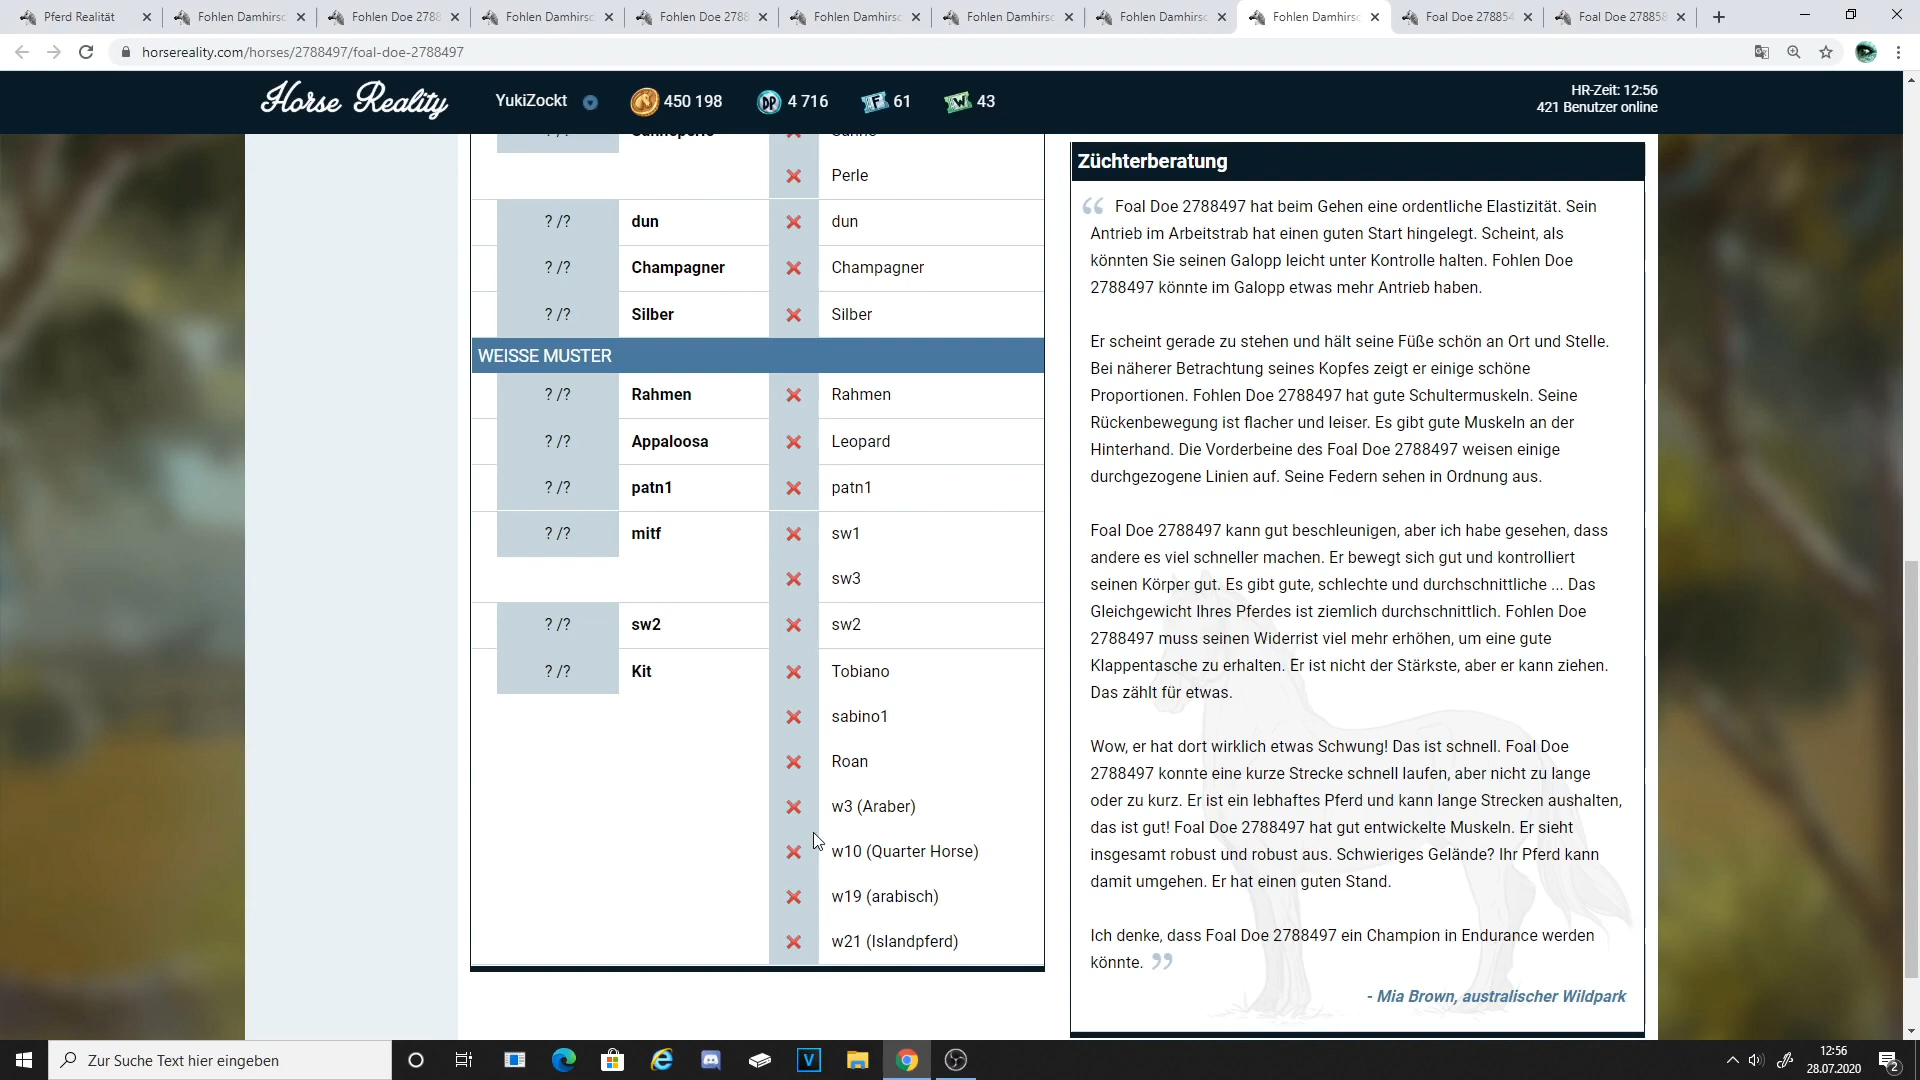 Pferd Realität
Fohlen Damhirsc
Fohlen Doe 2788
Fohlen Damhirsc
Fohlen Doe 2788
Fohlen Damhirsc
Fohlen Damhirsc
Fohlen Damhirsc
Fohlen Damhirsc
Foal Doe 278854
Foal Doe 278858
horsereality.com/horses/2788497/foal-doe-2788497
Horse Reality
YukiZockt
450 198
DP 4 716
F 61
W 43
HR-Zeit: 12:56
421 Benutzer online
Perle
? /? dun dun
? /? Champagner Champagner
? /? Silber Silber
WEISSE MUSTER
? /? Rahmen Rahmen
? /? Appaloosa Leopard
? /? patn1 patn1
? /? mitf sw1
sw3
? /? sw2 sw2
? /? Kit Tobiano
sabino1
Roan
w3 (Araber)
w10 (Quarter Horse)
w19 (arabisch)
w21 (Islandpferd)
Züchterberatung
“ Foal Doe 2788497 hat beim Gehen eine ordentliche Elastizität. Sein
Antrieb im Arbeitstrab hat einen guten Start hingelegt. Scheint, als
könnten Sie seinen Galopp leicht unter Kontrolle halten. Fohlen Doe
2788497 könnte im Galopp etwas mehr Antrieb haben.
Er scheint gerade zu stehen und hält seine Füße schön an Ort und Stelle.
Bei näherer Betrachtung seines Kopfes zeigt er einige schöne
Proportionen. Fohlen Doe 2788497 hat gute Schultermuskeln. Seine
Rückenbewegung ist flacher und leiser. Es gibt gute Muskeln an der
Hinterhand. Die Vorderbeine des Foal Doe 2788497 weisen einige
durchgezogene Linien auf. Seine Federn sehen in Ordnung aus.
Foal Doe 2788497 kann gut beschleunigen, aber ich habe gesehen, dass
andere es viel schneller machen. Er bewegt sich gut und kontrolliert
seinen Körper gut. Es gibt gute, schlechte und durchschnittliche ... Das
Gleichgewicht Ihres Pferdes ist ziemlich durchschnittlich. Fohlen Doe
2788497 muss seinen Widerrist viel mehr erhöhen, um eine gute
Klappentasche zu erhalten. Er ist nicht der Stärkste, aber er kann ziehen.
Das zählt für etwas.
Wow, er hat dort wirklich etwas Schwung! Das ist schnell. Foal Doe
2788497 konnte eine kurze Strecke schnell laufen, aber nicht zu lange
oder zu kurz. Er ist ein lebhaftes Pferd und kann lange Strecken aushalten,
das ist gut! Foal Doe 2788497 hat gut entwickelte Muskeln. Er sieht
insgesamt robust und robust aus. Schwieriges Gelände? Ihr Pferd kann
damit umgehen. Er hat einen guten Stand.
Ich denke, dass Foal Doe 2788497 ein Champion in Endurance werden
könnte. ”
- Mia Brown, australischer Wildpark
Zur Suche Text hier eingeben
V
12:56
28.07.2020
2